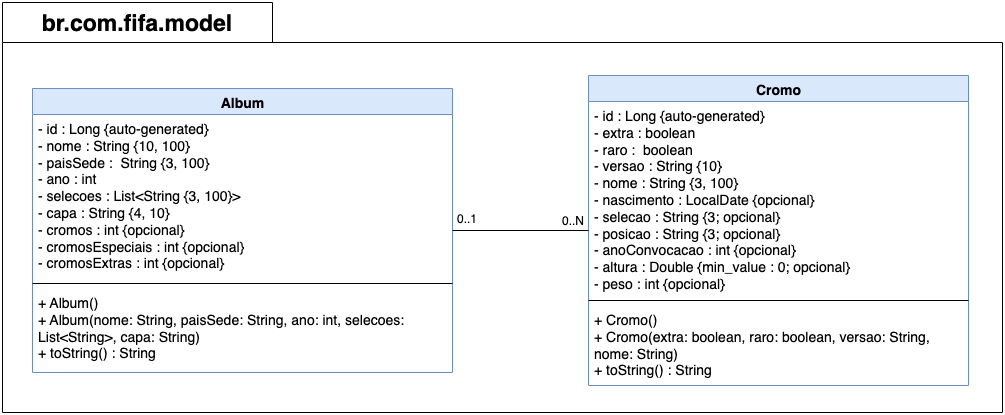 br.com.fifa.model
Album
- id : Long {auto-generated}
- nome : String {10, 100}
- paisSede :  String {3, 100}
- ano : int
- selecoes : List<String {3, 100}>
- capa : String {4, 10}
- cromos : int {opcional}
- cromosEspeciais : int {opcional}
- cromosExtras : int {opcional}
+ Album()
+ Album(nome: String, paisSede: String, ano: int, selecoes:
List<String>, capa: String)
+ toString() : String
0..1
0..N
Cromo
- id : Long {auto-generated}
- extra : boolean
- raro :  boolean
- versao : String {10}
- nome : String {3, 100}
- nascimento : LocalDate {opcional}
- selecao : String {3; opcional}
- posicao : String {3; opcional}
- anoConvocacao : int {opcional}
- altura : Double {min_value : 0; opcional}
- peso : int {opcional}
+ Cromo()
+ Cromo(extra: boolean, raro: boolean, versao: String,
nome: String)
+ toString() : String